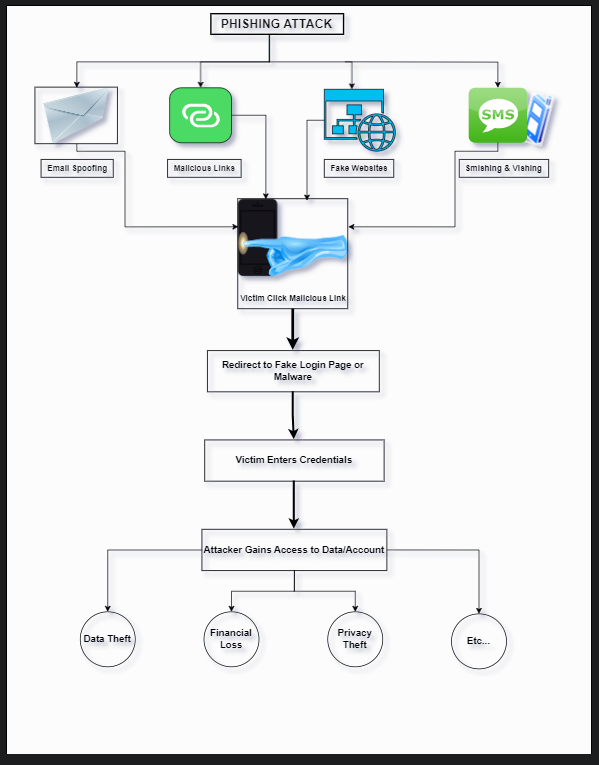 PHISHING ATTACK
SMS
Email Spoofing
Malicious Links
Fake Websites
Smishing & Vishing
Victim Click Malicious Link
Redirect to Fake Login Page or
Malware
Victim Enters Credentials
Attacker Gains Access to Data/Account
Data Theft
Financial
Loss
Privacy
Theft
Etc...